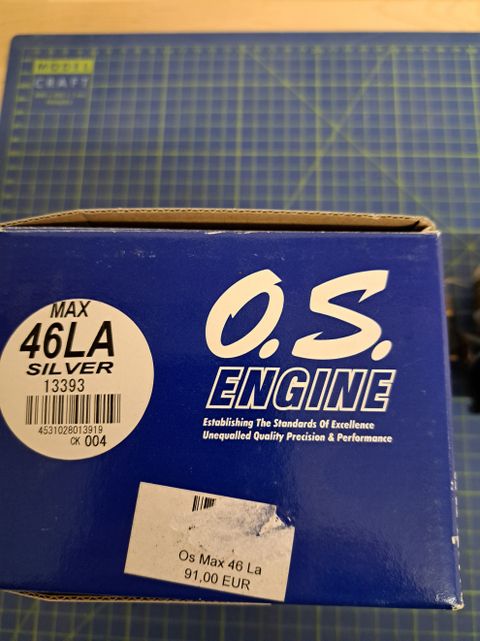 MODEL
CRAFT
MAX
46LA
SILVER
13393
4531028013919
CK 004
O.S.
ENGINE
Establishing The Standards Of Excellence
Unequalled Quality Precision & Performance
Os Max 46 La
91,00 EUR